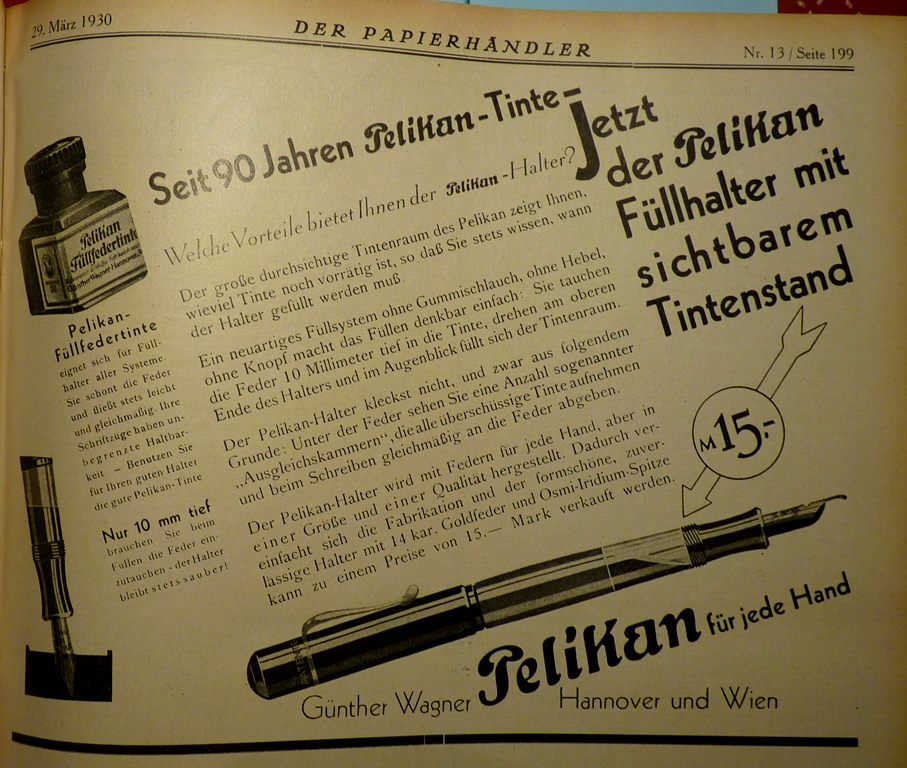 29. März 1930
DER PAPIERHÄNDLER
Nr. 13 / Seite 199
Seit 90 Jahren Pelikan-Tinte-
Jetzt
der Pelikan
Füllhalter mit
sichtbarem
Tintenstand
Welche Vorteile bietet Ihnen der Pelikan-Halter?
Der große durchsichtige Tintenraum des Pelikan zeigt Ihnen,
wieviel Tinte noch vorrätig ist, so daß Sie stets wissen, wann
der Halter gefüllt werden muß.
Ein neuartiges Füllsystem ohne Gummischlauch, ohne Hebel,
ohne Knopf macht das Füllen denkbar einfach: Sie tauchen
die Feder 10 Millimeter tief in die Tinte, drehen am oberen
Ende des Halters und im Augenblick füllt sich der Tintenraum.
Der Pelikan-Halter kleckst nicht, und zwar aus folgendem
Grunde: Unter der Feder sehen Sie eine Anzahl sogenannter
„Ausgleichskammern”, die alle überschüssige Tinte aufnehmen
und beim Schreiben gleichmäßig an die Feder abgeben.
Der Pelikan-Halter wird mit Federn für jede Hand, aber in
einer Größe und einer Qualität hergestellt. Dadurch ver-
einfacht sich die Fabrikation und der formschöne, zuver-
lässige Halter mit 14 kar. Goldfeder und Osmi-Iridium-Spitze
kann zu einem Preise von 15.— Mark verkauft werden.
Pelikan
Füllfedertinte
Günther Wagner Hannover
Pelikan-
Füllfedertinte
eignet sich für Füll-
halter aller Systeme.
Sie schont die Feder
und fließt stets leicht
und gleichmäßig. Ihre
Schriftzüge haben un-
begrenzte Haltbar-
keit. – Benutzen Sie
für Ihren guten Halter
die gute Pelikan-Tinte
Nur 10 mm tief
brauchen Sie beim
Füllen die Feder ein-
zutauchen - der Halter
bleibt stets sauber!
M 15.-
PATENT
Pelikan für jede Hand
Günther Wagner Hannover und Wien